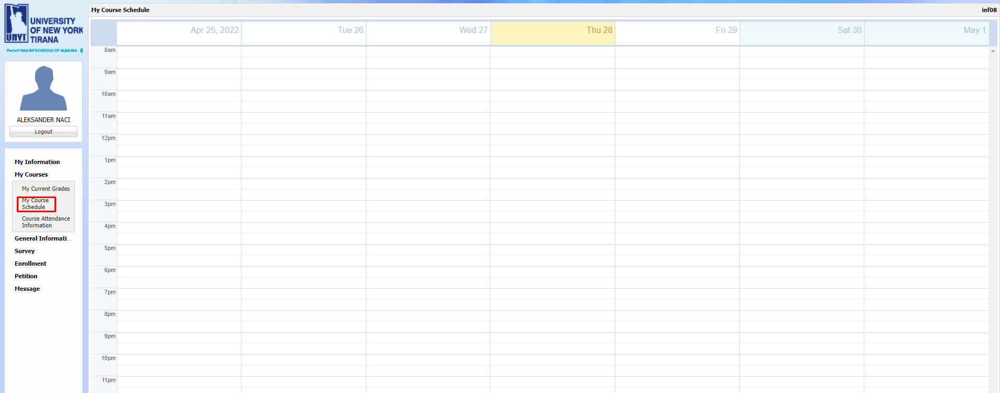 UNIVERSITY
OF NEW YORK
TIRANA
UNYT
Part of MAARIF SCHOOLS OF ALBANIA
ALEKSANDER NACI
Logout
My Information
My Courses
My Current Grades
My Course
Schedule
Course Attendance
Information
General Informati...
Survey
Enrollment
Petition
Message
My Course Schedule
inf08
Apr 25, 2022
Tue 26
Wed 27
Thu 28
Fri 29
Sat 30
May 1
8am
9am
10am
11am
12pm
1pm
2pm
3pm
4pm
5pm
6pm
7pm
8pm
9pm
10pm
11pm